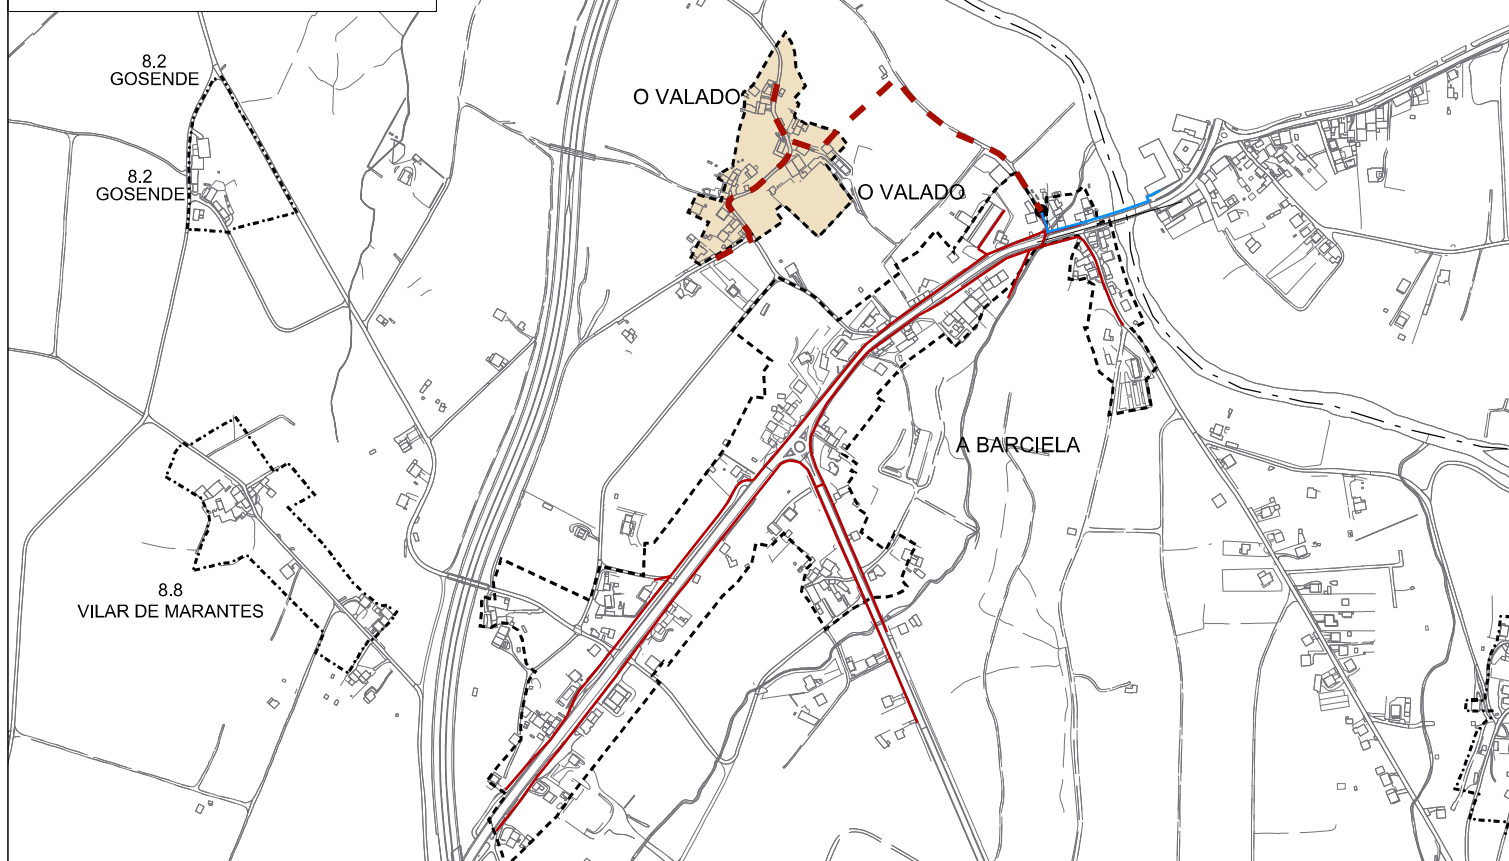 8.2
GOSENDE
O VALADO
8.2
GOSENDE
O VALADO
A BARCIELA
8.8
VILAR DE MARANTES